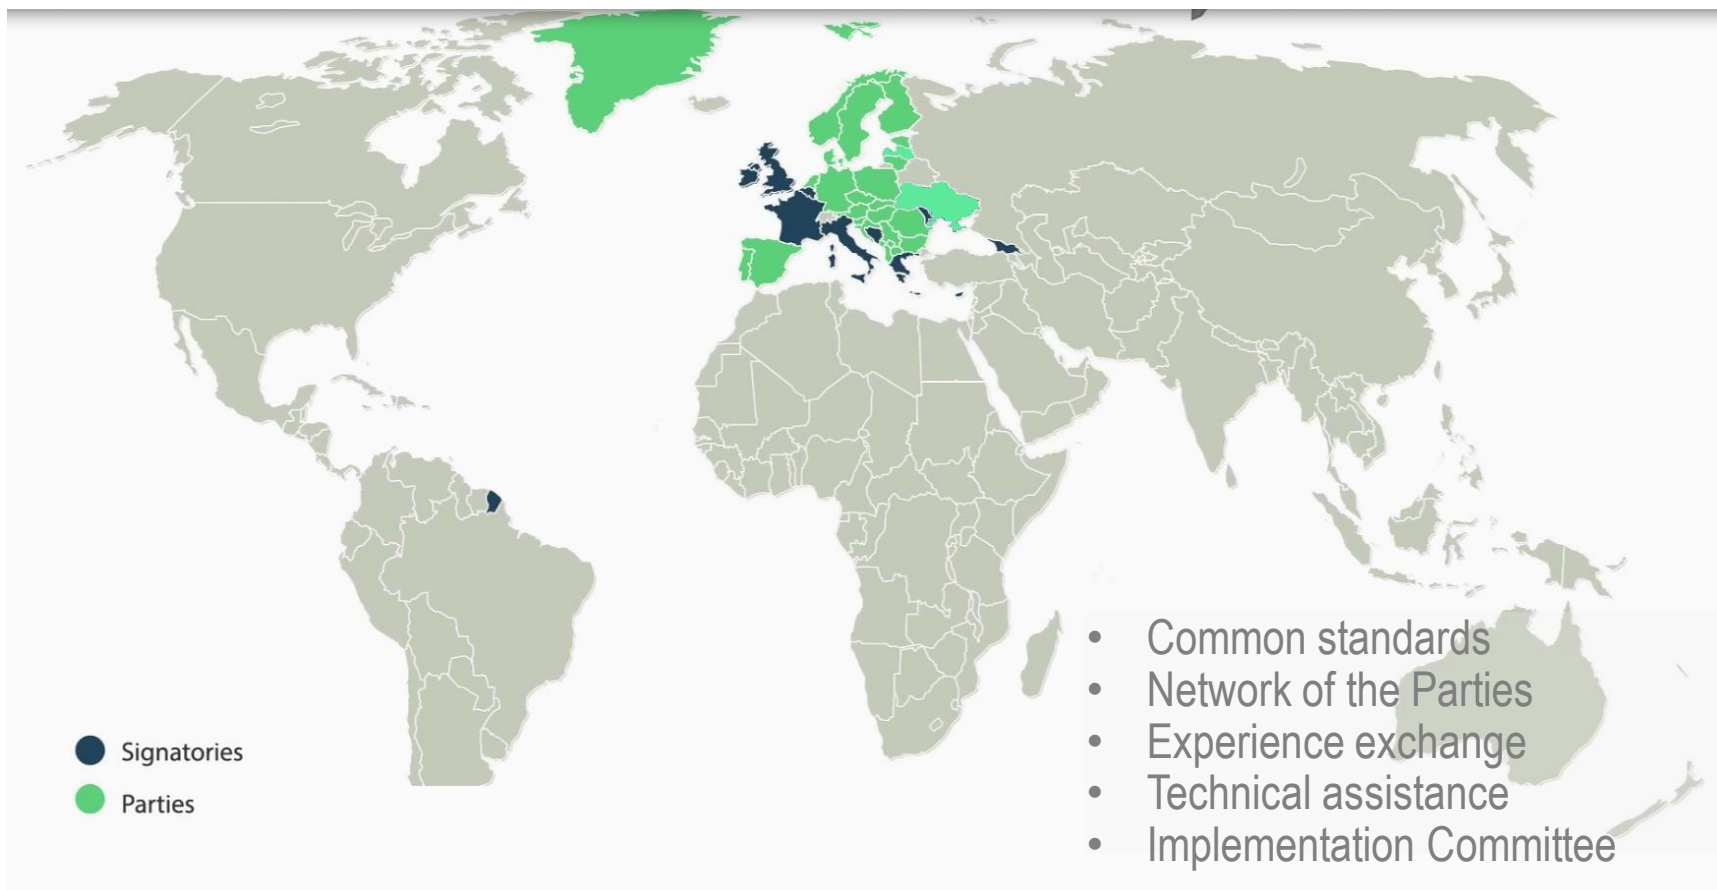 • Common standards
• Network of the Parties
• Experience exchange
• Technical assistance
• Implementation Committee
Signatories
Parties